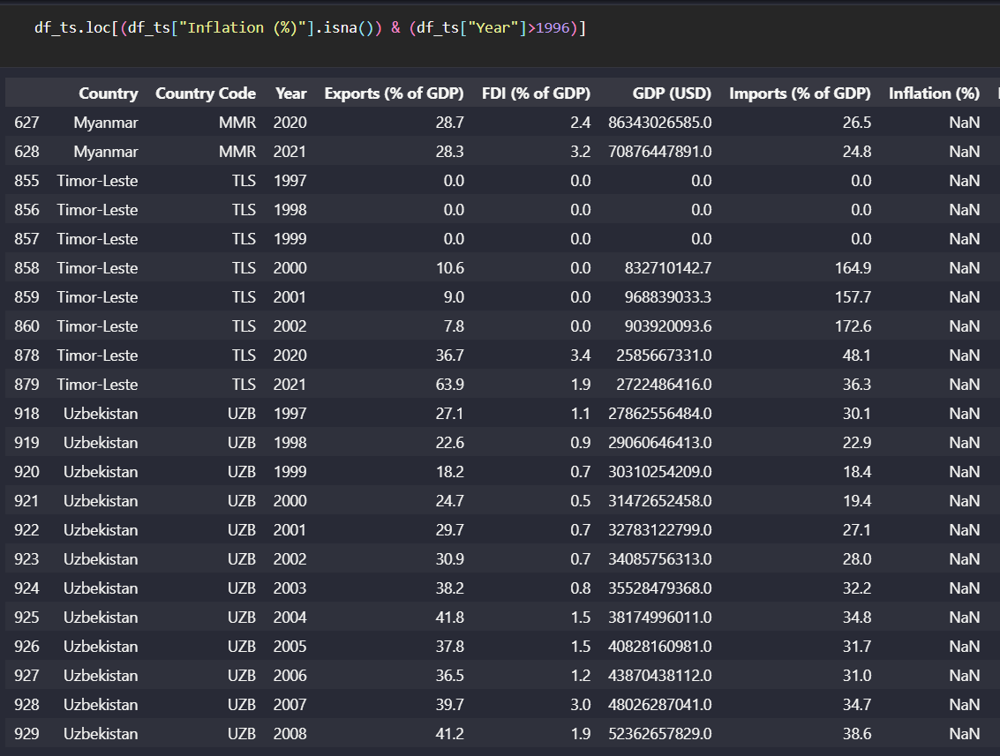 df_ts.loc[(df_ts["Inflation (%)"].isna()) & (df_ts["Year"]>1996)]
Country Country Code Year Exports (% of GDP) FDI (% of GDP) GDP (USD) Imports (% of GDP) Inflation (%)
627 Myanmar MMR 2020 28.7 2.4 86343026585.0 26.5 NaN
628 Myanmar MMR 2021 28.3 3.2 70876447891.0 24.8 NaN
855 Timor-Leste TLS 1997 0.0 0.0 0.0 0.0 NaN
856 Timor-Leste TLS 1998 0.0 0.0 0.0 0.0 NaN
857 Timor-Leste TLS 1999 0.0 0.0 0.0 0.0 NaN
858 Timor-Leste TLS 2000 10.6 0.0 832710142.7 164.9 NaN
859 Timor-Leste TLS 2001 9.0 0.0 968839033.3 157.7 NaN
860 Timor-Leste TLS 2002 7.8 0.0 903920093.6 172.6 NaN
878 Timor-Leste TLS 2020 36.7 3.4 2585667331.0 48.1 NaN
879 Timor-Leste TLS 2021 63.9 1.9 2722486416.0 36.3 NaN
918 Uzbekistan UZB 1997 27.1 1.1 27862556484.0 30.1 NaN
919 Uzbekistan UZB 1998 22.6 0.9 29060646413.0 22.9 NaN
920 Uzbekistan UZB 1999 18.2 0.7 30310254209.0 18.4 NaN
921 Uzbekistan UZB 2000 24.7 0.5 31472652458.0 19.4 NaN
922 Uzbekistan UZB 2001 29.7 0.7 32783122799.0 27.1 NaN
923 Uzbekistan UZB 2002 30.9 0.7 34085756313.0 28.0 NaN
924 Uzbekistan UZB 2003 38.2 0.8 35528479368.0 32.2 NaN
925 Uzbekistan UZB 2004 41.8 1.5 38174996011.0 34.8 NaN
926 Uzbekistan UZB 2005 37.8 1.5 40828160981.0 31.7 NaN
927 Uzbekistan UZB 2006 36.5 1.2 43870438112.0 31.0 NaN
928 Uzbekistan UZB 2007 39.7 3.0 48026287041.0 34.7 NaN
929 Uzbekistan UZB 2008 41.2 1.9 52362657829.0 38.6 NaN